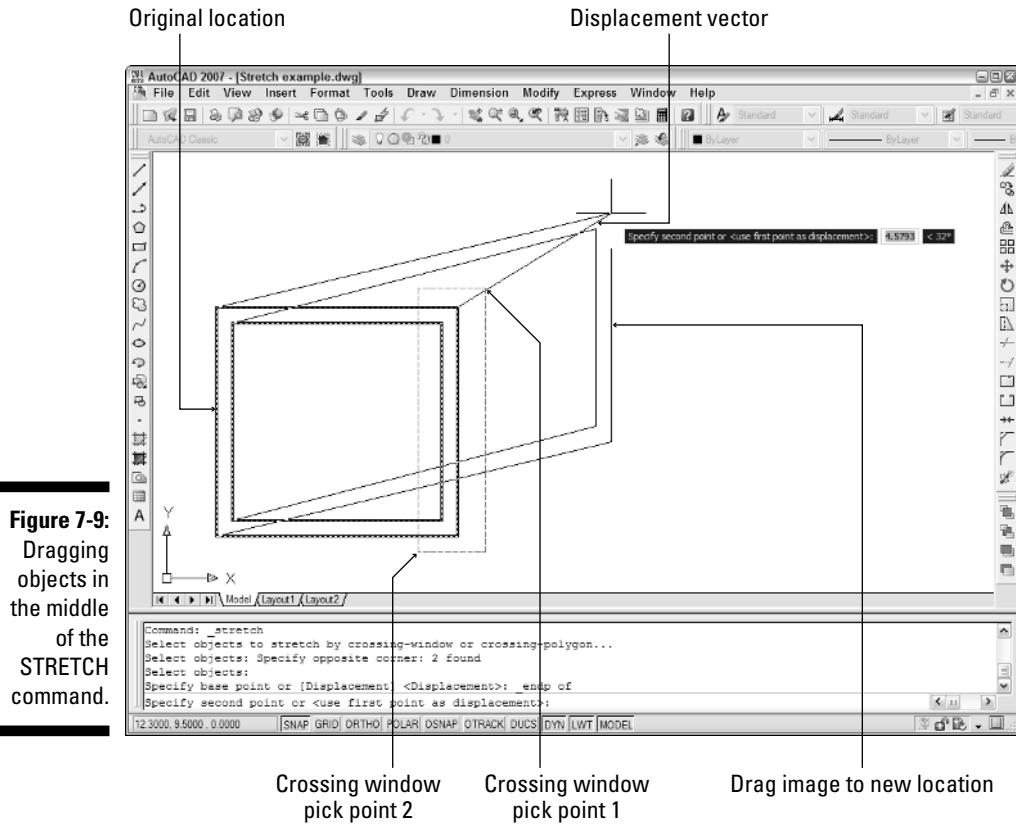 Original location
Displacement vector
AutoCAD 2007 - [Stretch example.dwg]
File Edit View Insert Format Tools Draw Dimension Modify Express Window Help
Standard Standard Standard
AutoCAD Classic 0 ByLayer ByLayer
Specify second point or <use first point as displacement>: 4.5793 < 32°
A
Y
X
Model Layout1 Layout2
Command: _stretch
Select objects to stretch by crossing-window or crossing-polygon...
Select objects: Specify opposite corner: 2 found
Select objects:
Specify base point or [Displacement] <Displacement>: _endp of
Specify second point or <use first point as displacement>:
12.3000, 9.5000 , 0.0000 SNAP GRID ORTHO POLAR OSNAP OTRACK DUCS DYN LWT MODEL
Figure 7-9:
Dragging
objects in
the middle
of the
STRETCH
command.
Crossing window
pick point 2
Crossing window
pick point 1
Drag image to new location